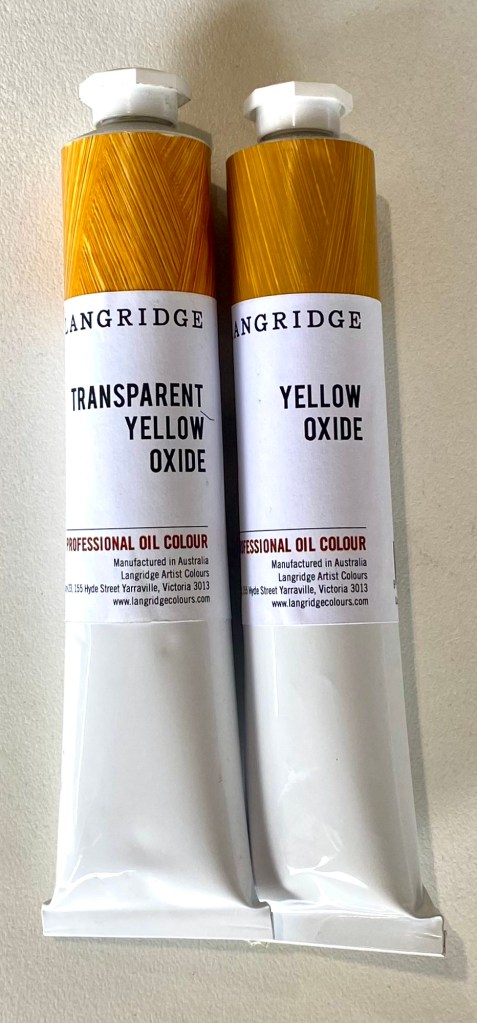 LANGRIDGE
TRANSPARENT
YELLOW
OXIDE
PROFESSIONAL OIL COLOUR
Manufactured in Australia
Langridge Artist Colours
155 Hyde Street Yarraville, Victoria 3013
www.langridgecolours.com
ANGRIDGE
YELLOW
OXIDE
OFESSIONAL OIL COLOUR
Manufactured in Australia
Langridge Artist Colours
Hyde Street Yarraville, Victoria 3013
www.langridgecolours.com